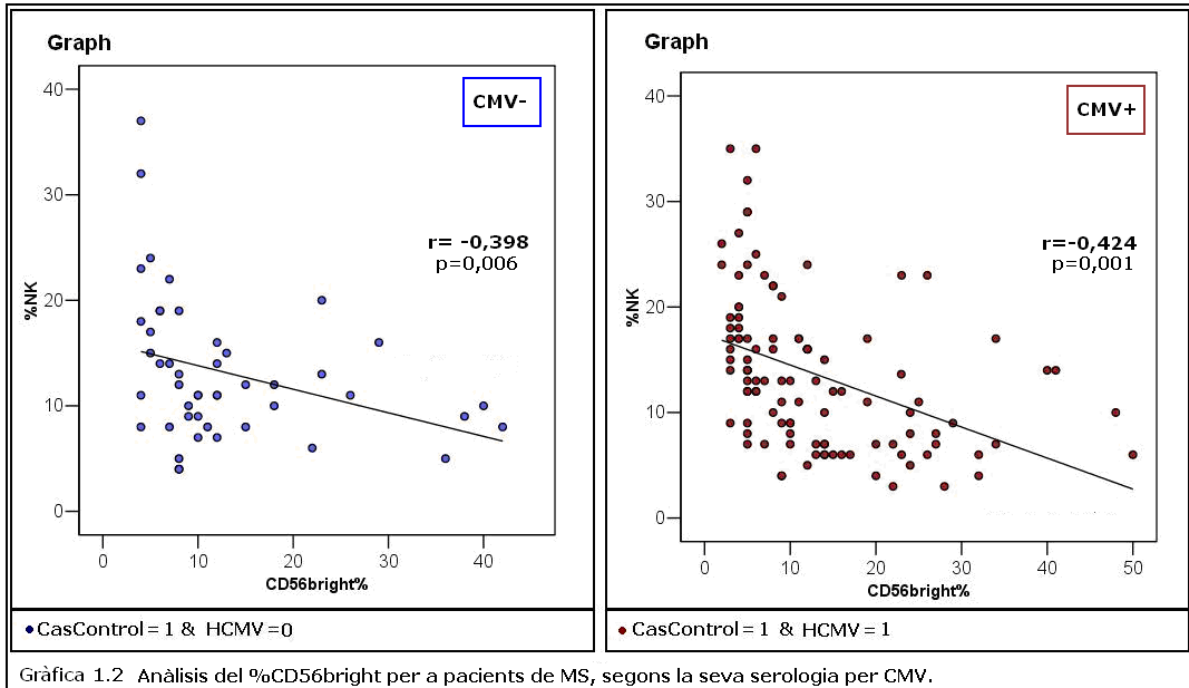 Graph
CMV-
r= -0,398
p=0,006
%NK
40
30
20
10
0
0 10 20 30 40
CD56bright%
CasControl = 1 & HCMV =0
Graph
CMV+
r=-0,424
p=0,001
%NK
40
30
20
10
0
0 10 20 30 40 50
CD56bright%
CasControl = 1 & HCMV = 1
Gràfica 1.2 Anàlisis del %CD56bright per a pacients de MS, segons la seva serologia per CMV.